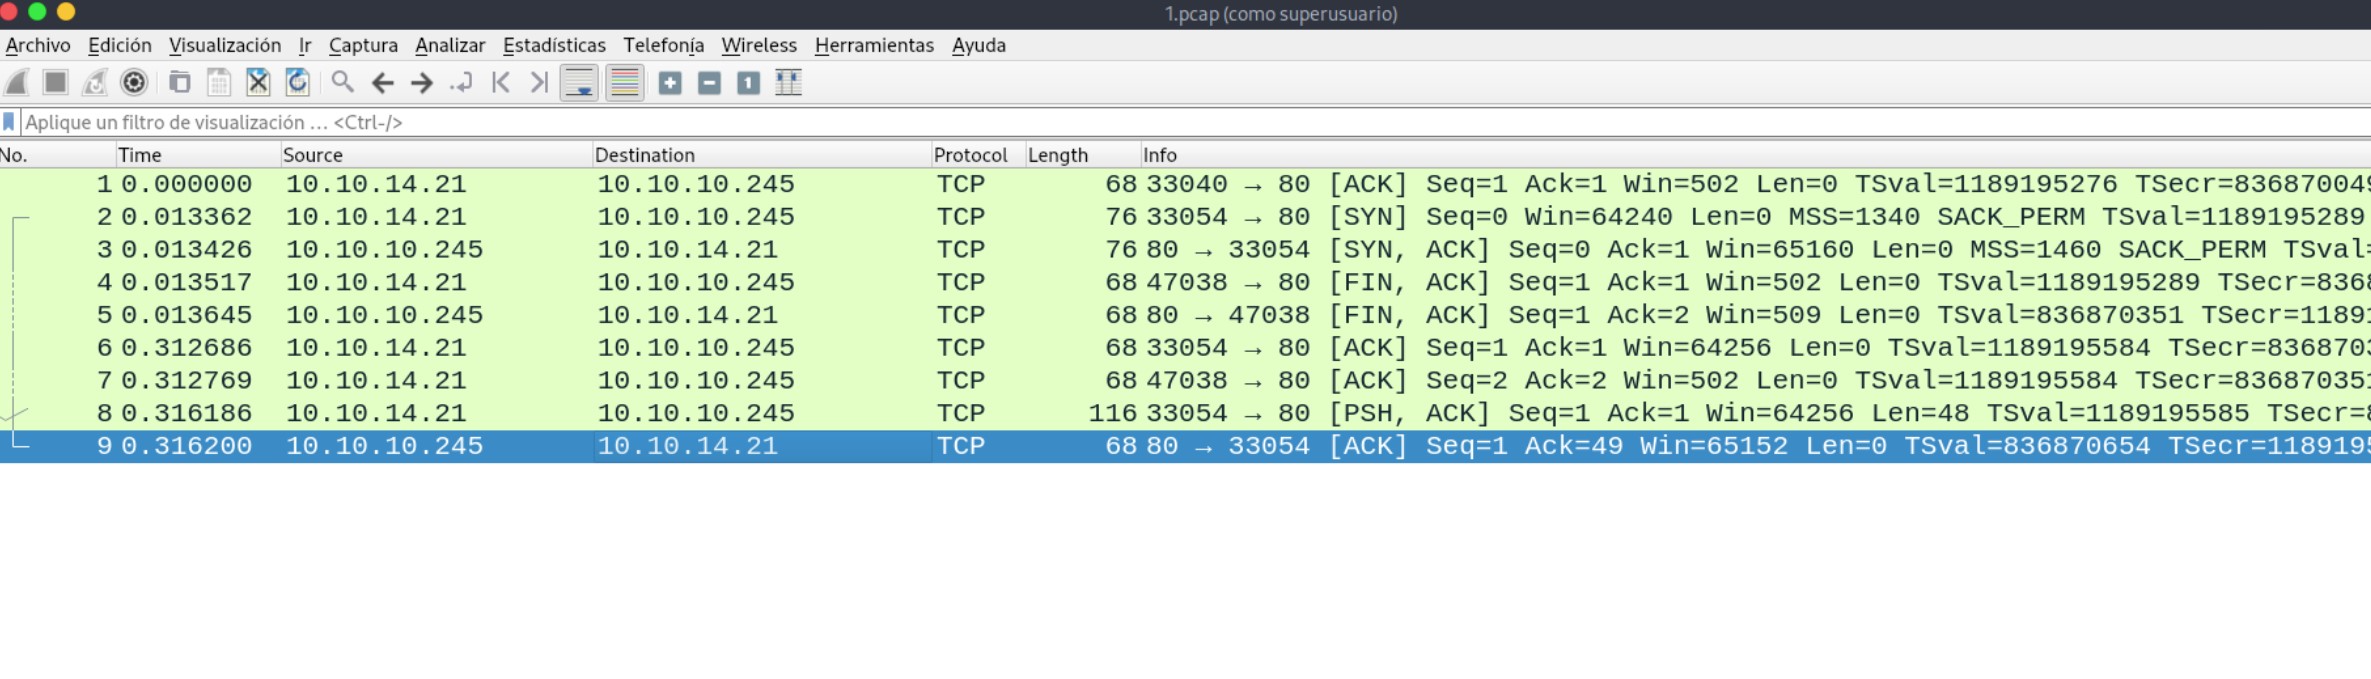 1.pcap (como superusuario)
Archivo Edición Visualización Ir Captura Analizar Estadísticas Telefonía Wireless Herramientas Ayuda
Aplique un filtro de visualización … <Ctrl-/>
No. Time Source Destination Protocol Length Info
1 0.000000 10.10.14.21 10.10.10.245 TCP 68 33040 → 80 [ACK] Seq=1 Ack=1 Win=502 Len=0 TSval=1189195276 TSecr=836870049
2 0.013362 10.10.14.21 10.10.10.245 TCP 76 33054 → 80 [SYN] Seq=0 Win=64240 Len=0 MSS=1340 SACK_PERM TSval=1189195289
3 0.013426 10.10.10.245 10.10.14.21 TCP 76 80 → 33054 [SYN, ACK] Seq=0 Ack=1 Win=65160 Len=0 MSS=1460 SACK_PERM TSval=
4 0.013517 10.10.14.21 10.10.10.245 TCP 68 47038 → 80 [FIN, ACK] Seq=1 Ack=1 Win=502 Len=0 TSval=1189195289 TSecr=8368
5 0.013645 10.10.10.245 10.10.14.21 TCP 68 80 → 47038 [FIN, ACK] Seq=1 Ack=2 Win=509 Len=0 TSval=836870351 TSecr=11891
6 0.312686 10.10.14.21 10.10.10.245 TCP 68 33054 → 80 [ACK] Seq=1 Ack=1 Win=64256 Len=0 TSval=1189195584 TSecr=8368703
7 0.312769 10.10.14.21 10.10.10.245 TCP 68 47038 → 80 [ACK] Seq=2 Ack=2 Win=502 Len=0 TSval=1189195584 TSecr=836870351
8 0.316186 10.10.14.21 10.10.10.245 TCP 116 33054 → 80 [PSH, ACK] Seq=1 Ack=1 Win=64256 Len=48 TSval=1189195585 TSecr=8
9 0.316200 10.10.10.245 10.10.14.21 TCP 68 80 → 33054 [ACK] Seq=1 Ack=49 Win=65152 Len=0 TSval=836870654 TSecr=1189195